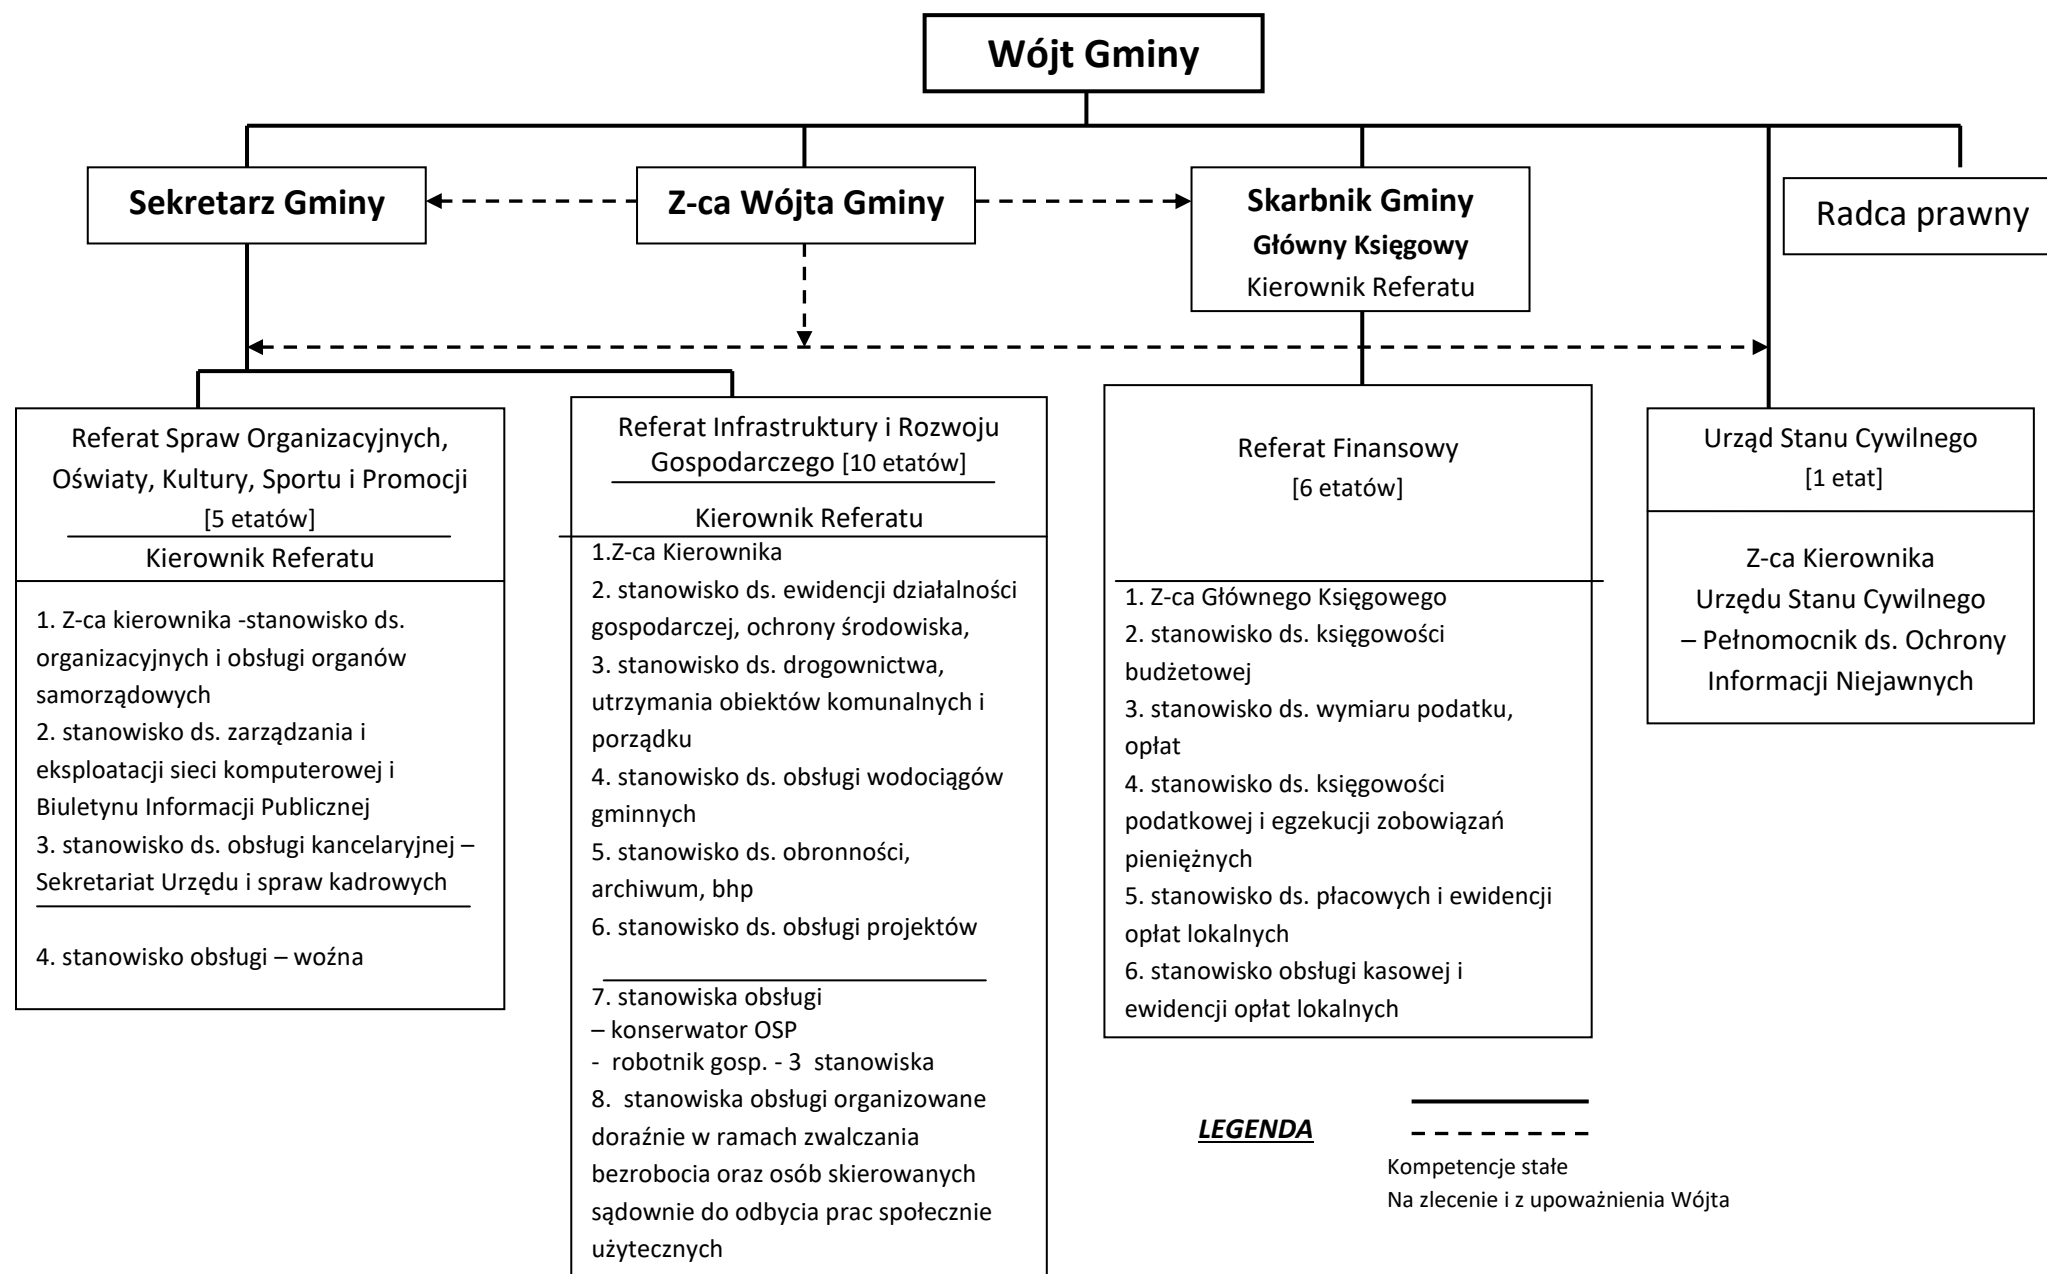 Wójt Gminy
Sekretarz Gminy
Z-ca Wójta Gminy
Skarbnik Gminy
Główny Księgowy
Kierownik Referatu
Radca prawny
Referat Spraw Organizacyjnych,
Oświaty, Kultury, Sportu i Promocji
[5 etatów]
Kierownik Referatu
1. Z-ca kierownika -stanowisko ds.
organizacyjnych i obsługi organów
samorządowych
2. stanowisko ds. zarządzania i
eksploatacji sieci komputerowej i
Biuletynu Informacji Publicznej
3. stanowisko ds. obsługi kancelaryjnej –
Sekretariat Urzędu i spraw kadrowych
4. stanowisko obsługi – woźna
Referat Infrastruktury i Rozwoju
Gospodarczego [10 etatów]
Kierownik Referatu
1.Z-ca Kierownika
2. stanowisko ds. ewidencji działalności
gospodarczej, ochrony środowiska,
3. stanowisko ds. drogownictwa,
utrzymania obiektów komunalnych i
porządku
4. stanowisko ds. obsługi wodociągów
gminnych
5. stanowisko ds. obronności,
archiwum, bhp
6. stanowisko ds. obsługi projektów
7. stanowiska obsługi
– konserwator OSP
- robotnik gosp. - 3 stanowiska
8. stanowiska obsługi organizowane
doraźnie w ramach zwalczania
bezrobocia oraz osób skierowanych
sądownie do odbycia prac społecznie
użytecznych
Referat Finansowy
[6 etatów]
1. Z-ca Głównego Księgowego
2. stanowisko ds. księgowości
budżetowej
3. stanowisko ds. wymiaru podatku,
opłat
4. stanowisko ds. księgowości
podatkowej i egzekucji zobowiązań
pieniężnych
5. stanowisko ds. płacowych i ewidencji
opłat lokalnych
6. stanowisko obsługi kasowej i
ewidencji opłat lokalnych
Urząd Stanu Cywilnego
[1 etat]
Z-ca Kierownika
Urzędu Stanu Cywilnego
– Pełnomocnik ds. Ochrony
Informacji Niejawnych
LEGENDA
Kompetencje stałe
Na zlecenie i z upoważnienia Wójta